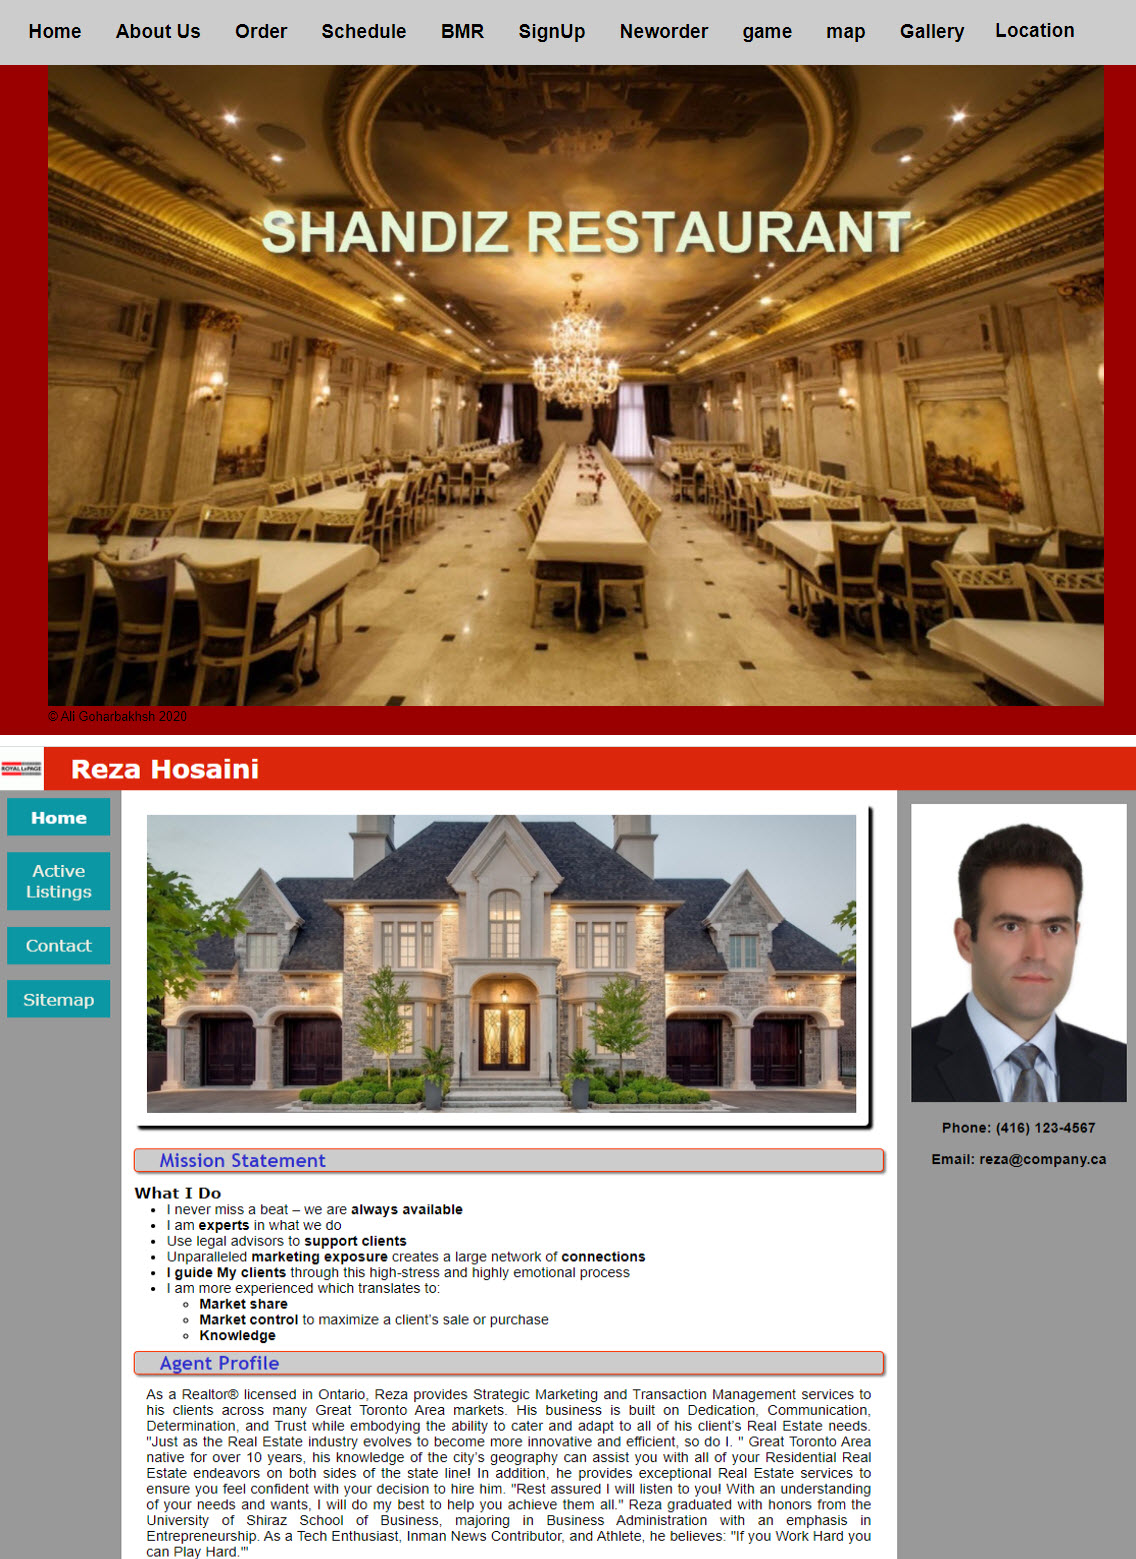 Home About Us Order Schedule BMR SignUp Neworder game map Gallery Location
SHANDIZ RESTAURANT
© Ali Goharbakhsh 2020
ROYAL LePAGE
Reza Hosaini
Home
Active
Listings
Contact
Sitemap
Phone: (416) 123-4567
Email: reza@company.ca
Mission Statement
What I Do
• I never miss a beat – we are always available
• I am experts in what we do
• Use legal advisors to support clients
• Unparalleled marketing exposure creates a large network of connections
• I guide My clients through this high-stress and highly emotional process
• I am more experienced which translates to:
◦ Market share
◦ Market control to maximize a client's sale or purchase
◦ Knowledge
Agent Profile
As a Realtor® licensed in Ontario, Reza provides Strategic Marketing and Transaction Management services to
his clients across many Great Toronto Area markets. His business is built on Dedication, Communication,
Determination, and Trust while embodying the ability to cater and adapt to all of his client's Real Estate needs.
"Just as the Real Estate industry evolves to become more innovative and efficient, so do I. " Great Toronto Area
native for over 10 years, his knowledge of the city's geography can assist you with all of your Residential Real
Estate endeavors on both sides of the state line! In addition, he provides exceptional Real Estate services to
ensure you feel confident with your decision to hire him. "Rest assured I will listen to you! With an understanding
of your needs and wants, I will do my best to help you achieve them all." Reza graduated with honors from the
University of Shiraz School of Business, majoring in Business Administration with an emphasis in
Entrepreneurship. As a Tech Enthusiast, Inman News Contributor, and Athlete, he believes: "If you Work Hard you
can Play Hard.'"